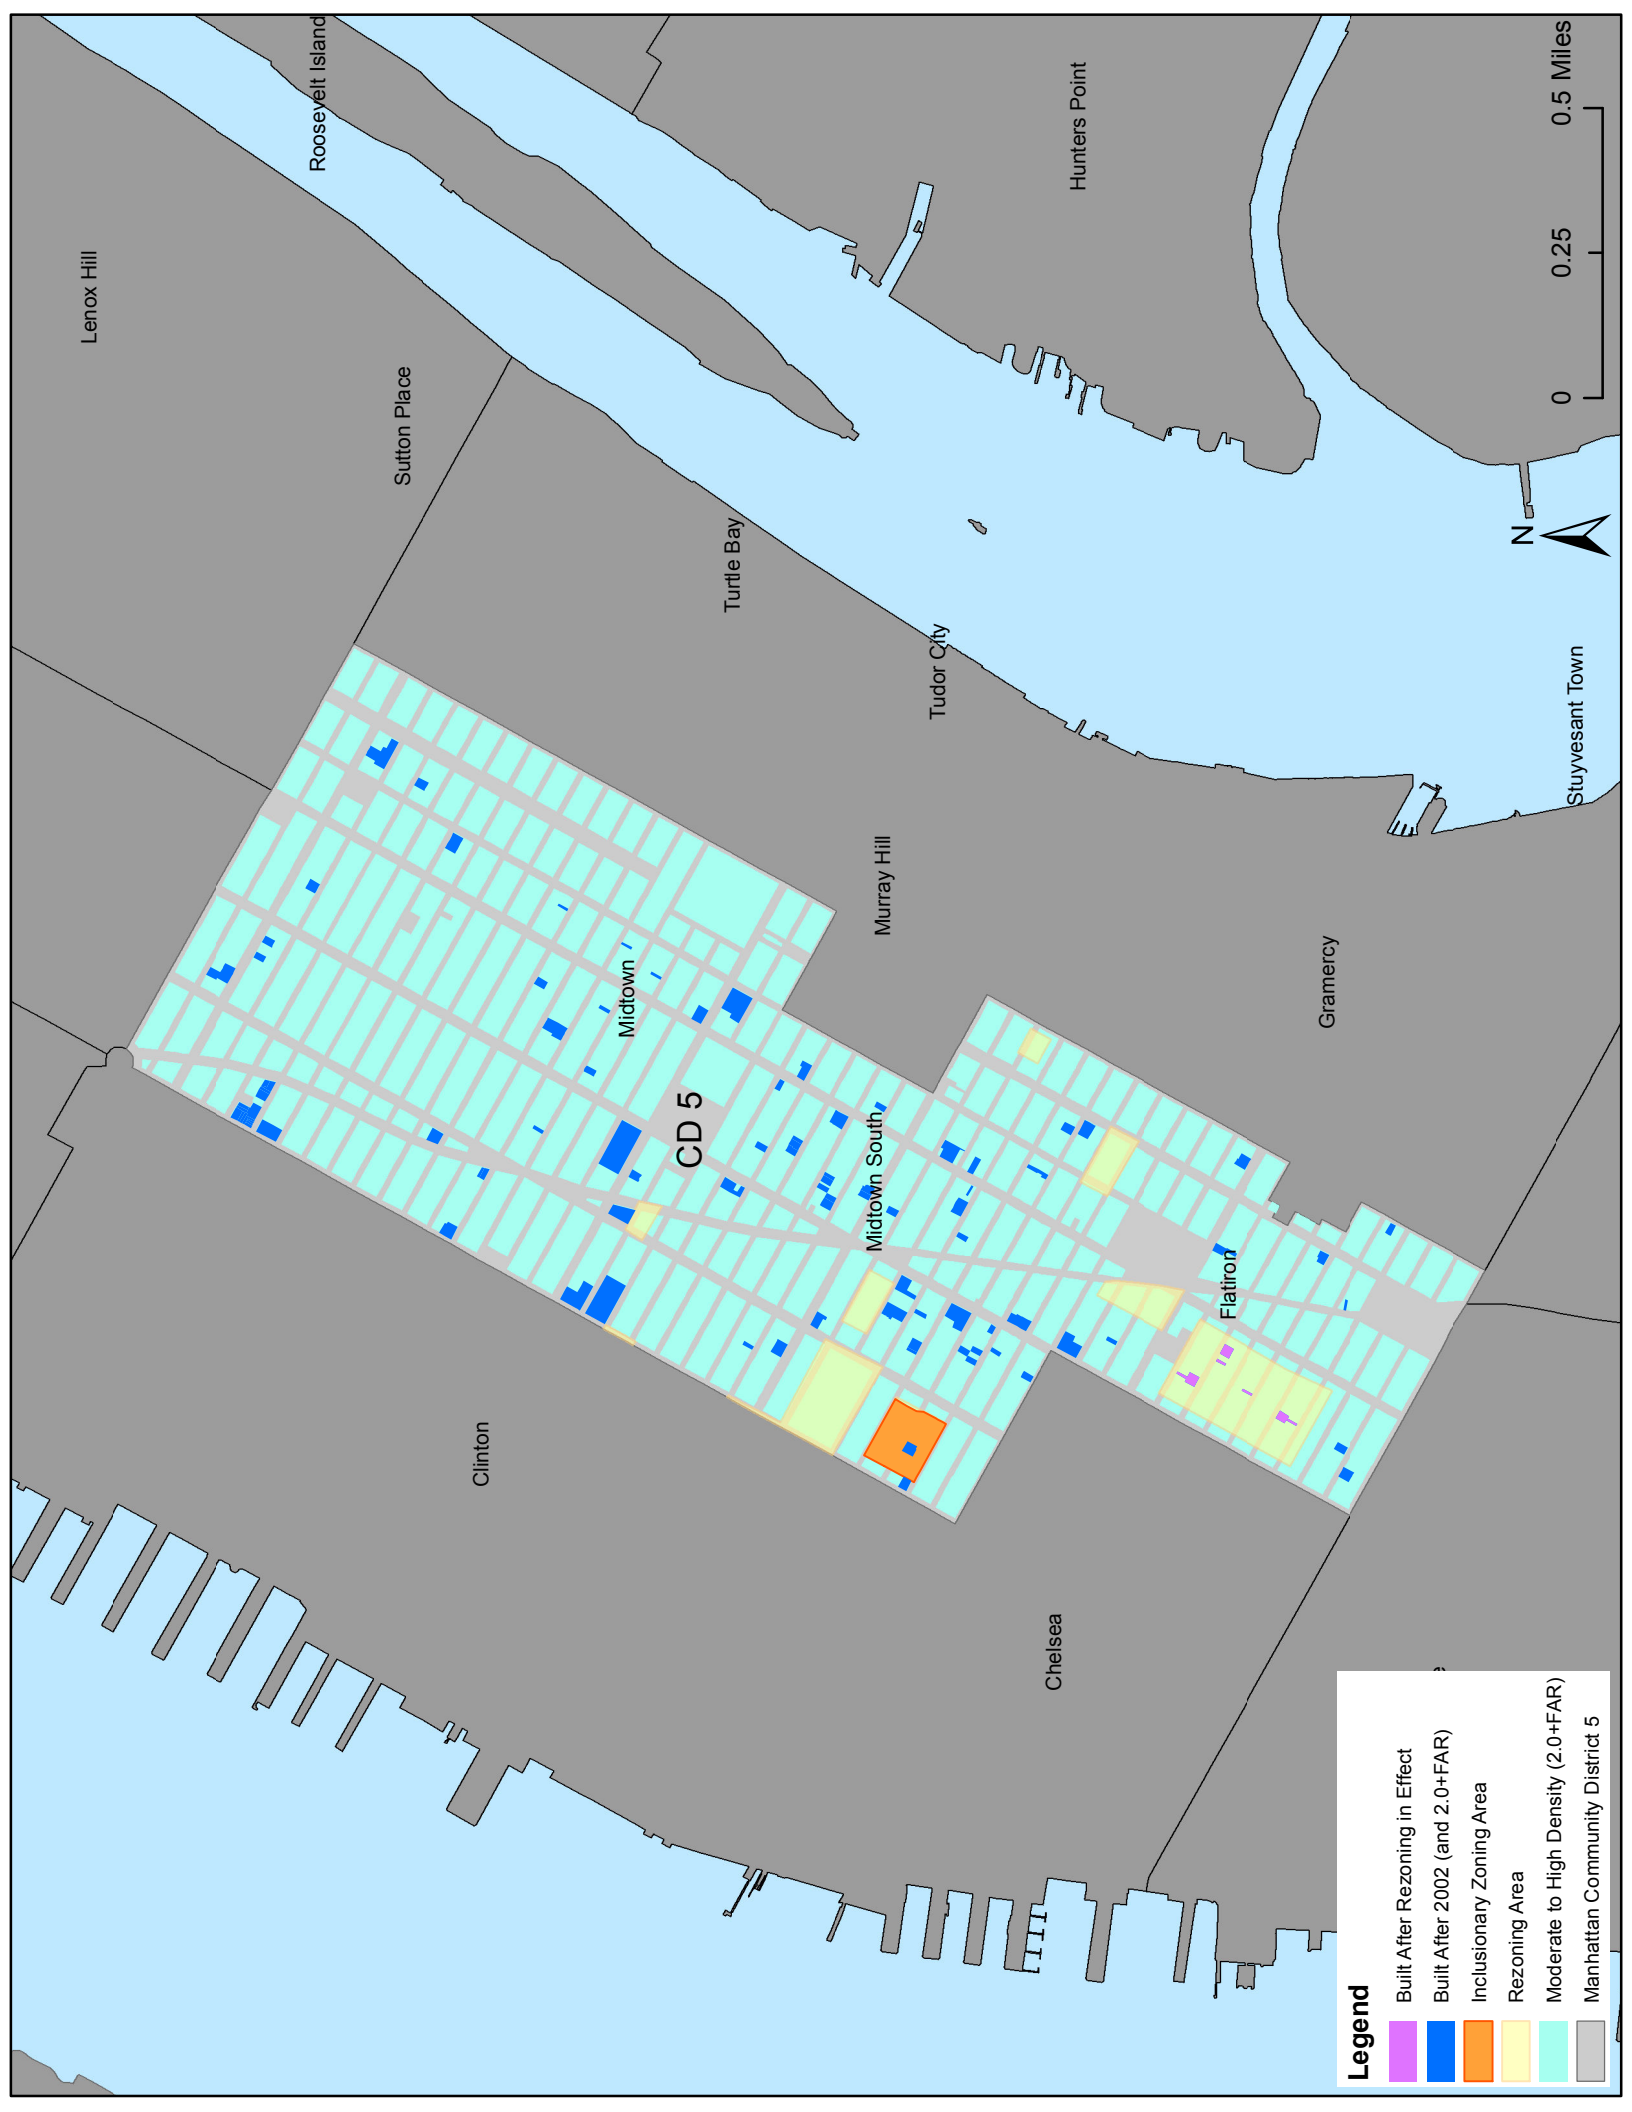 Roosevelt Island
Lenox Hill
Hunters Point
Sutton Place
Turtle Bay
Tudor City
Stuyvesant Town
Murray Hill
Gramercy
Midtown
CD 5
Midtown South
Flatiron
Clinton
Chelsea
N
0 0.25 0.5 Miles
Legend
Built After Rezoning in Effect
Built After 2002 (and 2.0+FAR)
Inclusionary Zoning Area
Rezoning Area
Moderate to High Density (2.0+FAR)
Manhattan Community District 5